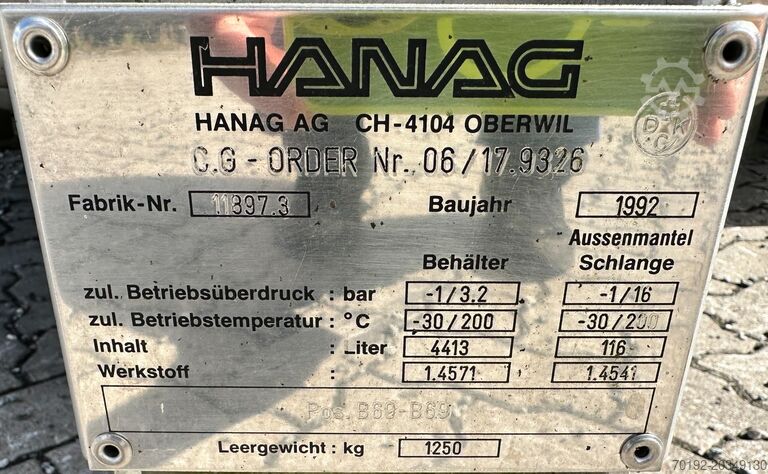 HANAG
HANAG AG CH-4104 OBERWIL
C.G - ORDER Nr. 06/17.9326
Fabrik-Nr. 11897.3 Baujahr 1992
Behälter Aussenmantel Schlange
zul. Betriebsüberdruck : bar -1/3.2 -1/16
zul. Betriebstemperatur : °C -30/200 -30/200
Inhalt : Liter 4413 116
Werkstoff : 1.4571 1.4541
Pos. B69-B69
Leergewicht : kg 1250
70192-20349130